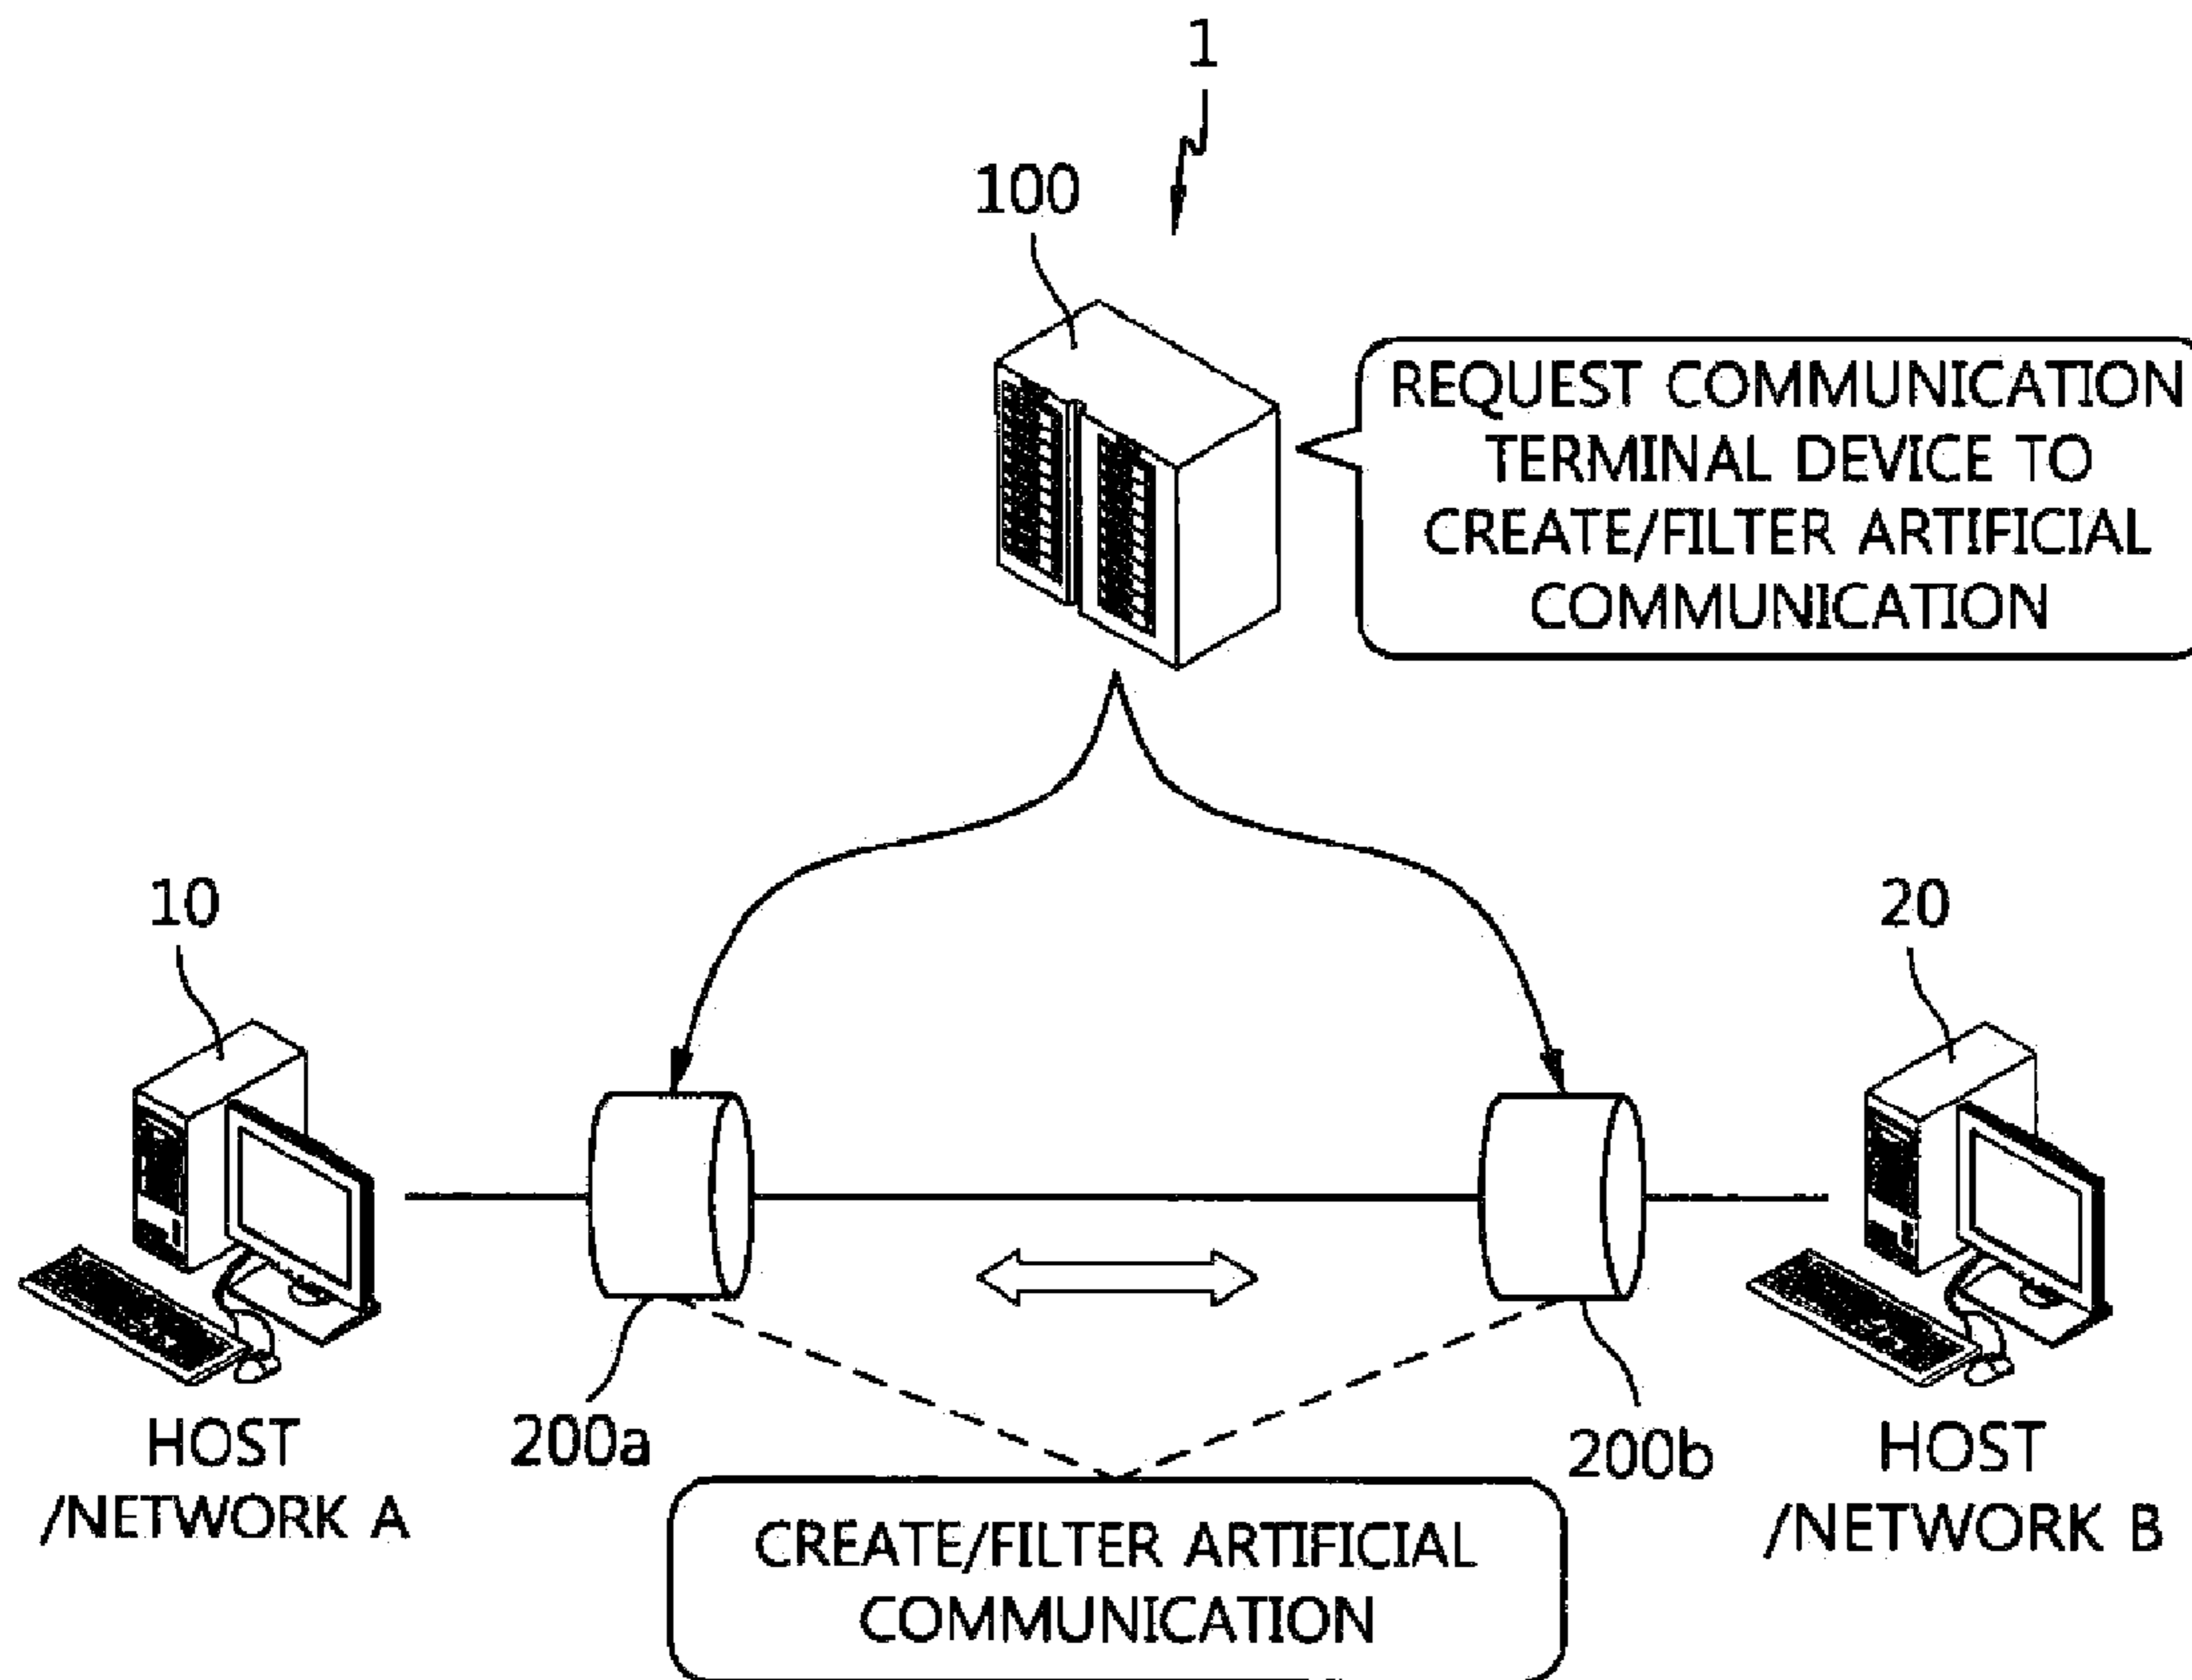 1
100
REQUEST COMMUNICATION
TERMINAL DEVICE TO
CREATE/FILTER ARTIFICIAL
COMMUNICATION
10
20
200a
200b
HOST
/NETWORK A
HOST
/NETWORK B
CREATE/FILTER ARTIFICIAL
COMMUNICATION